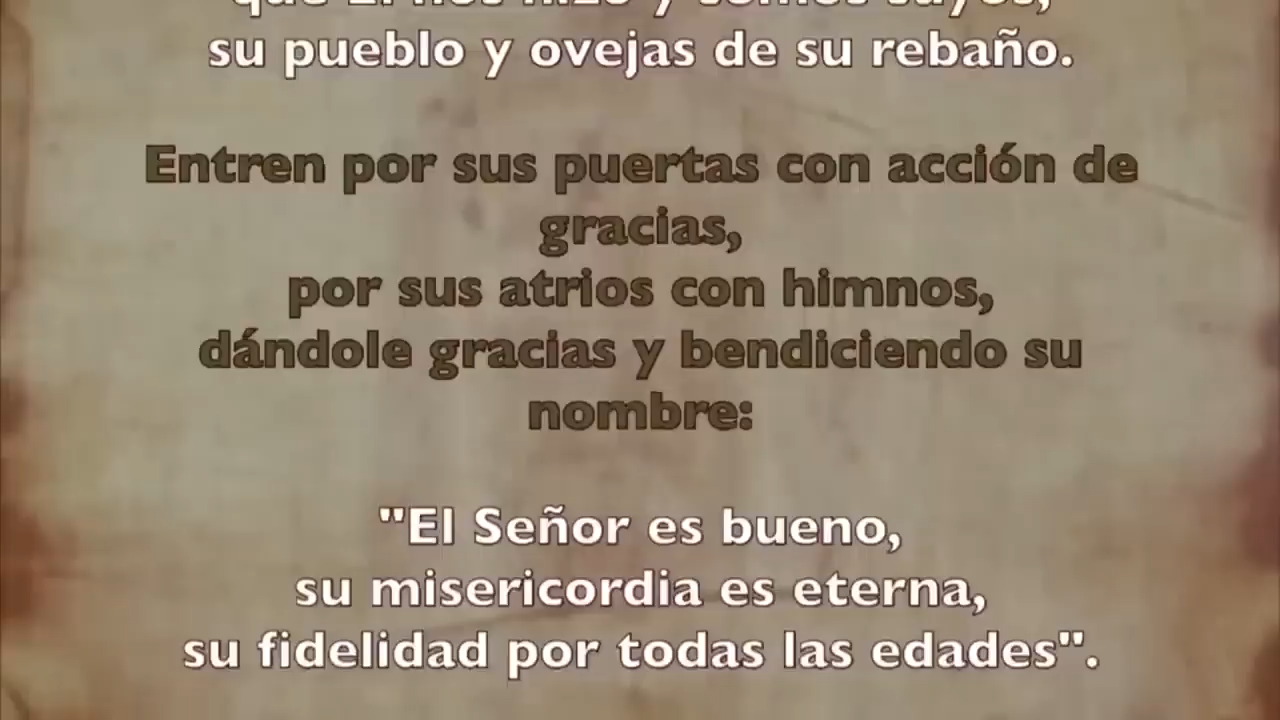 su pueblo y ovejas de su rebaño.
Entren por sus puertas con acción de
gracias,
por sus atrios con himnos,
dándole gracias y bendiciendo su
nombre:
"El Señor es bueno,
su misericordia es eterna,
su fidelidad por todas las edades".